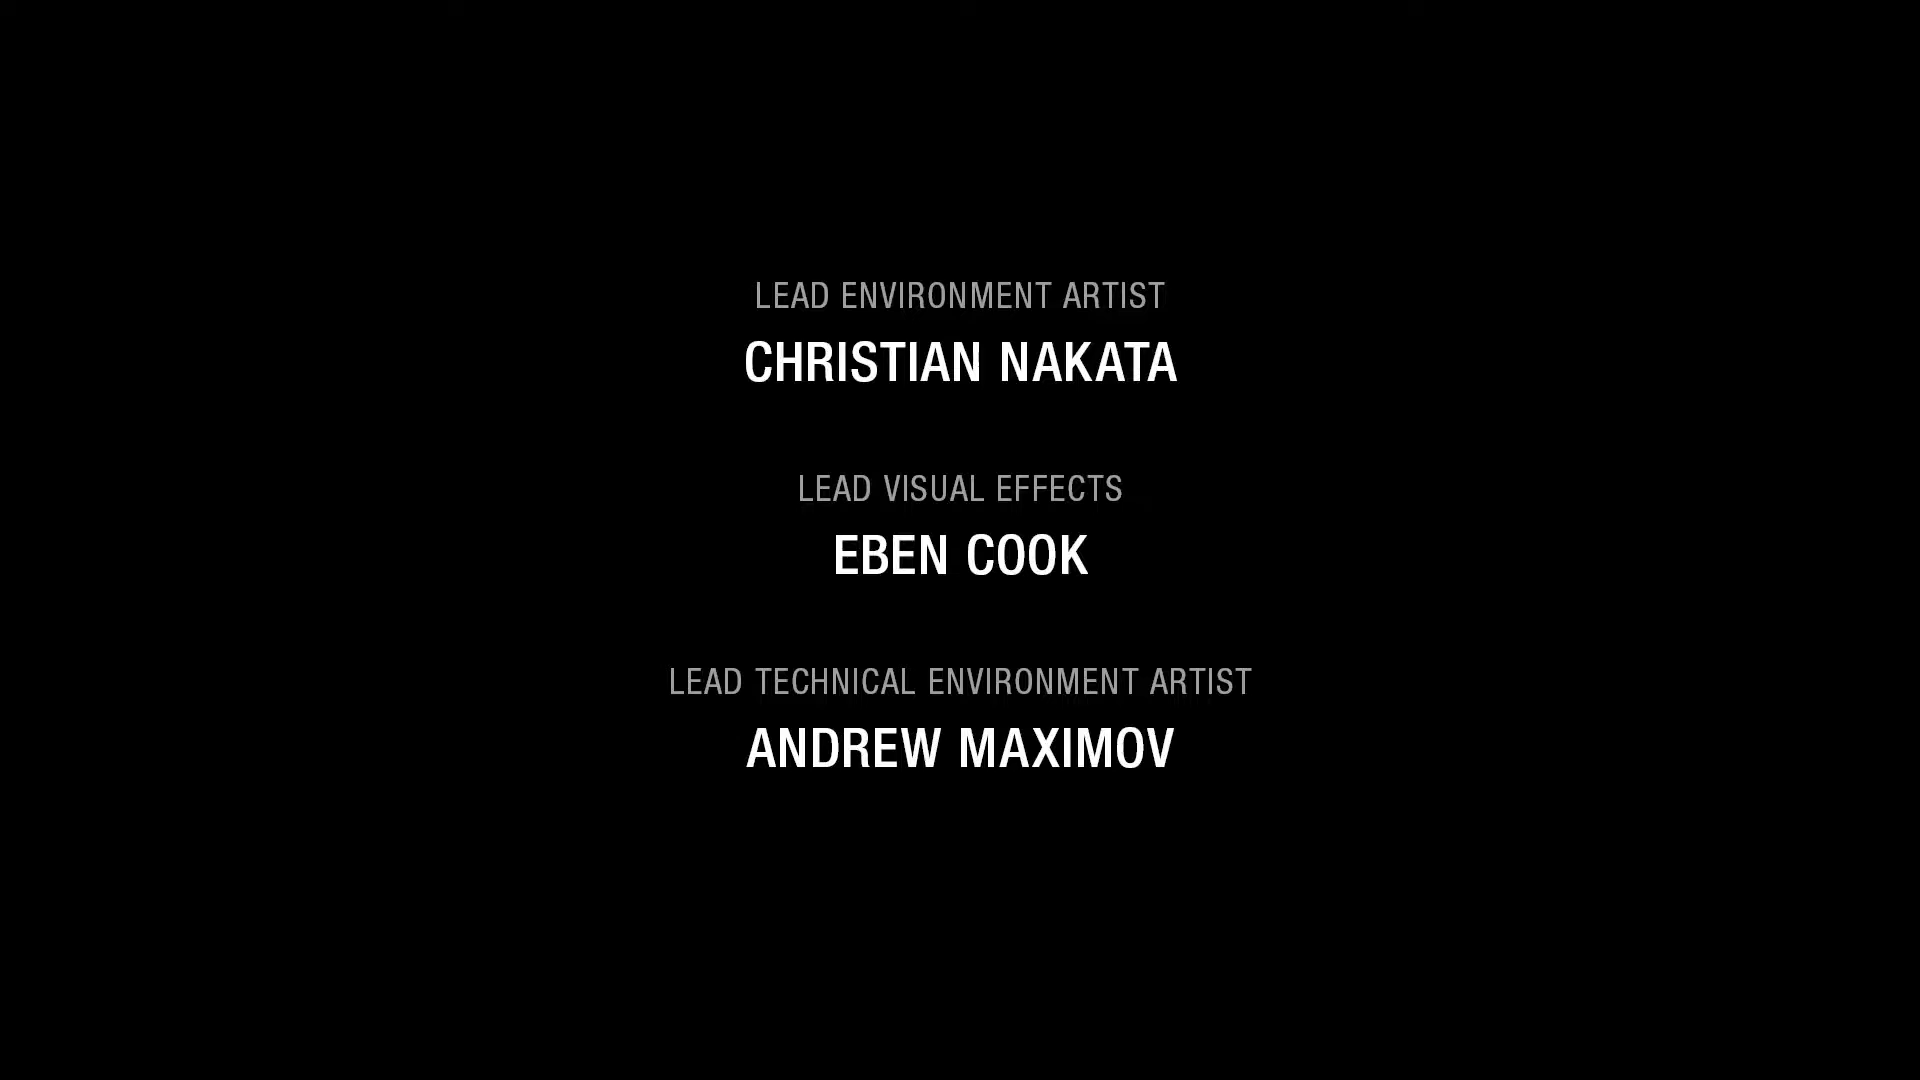 LEAD ENVIRONMENT ARTIST
CHRISTIAN NAKATA
LEAD VISUAL EFFECTS
EBEN COOK
LEAD TECHNICAL ENVIRONMENT ARTIST
ANDREW MAXIMOV